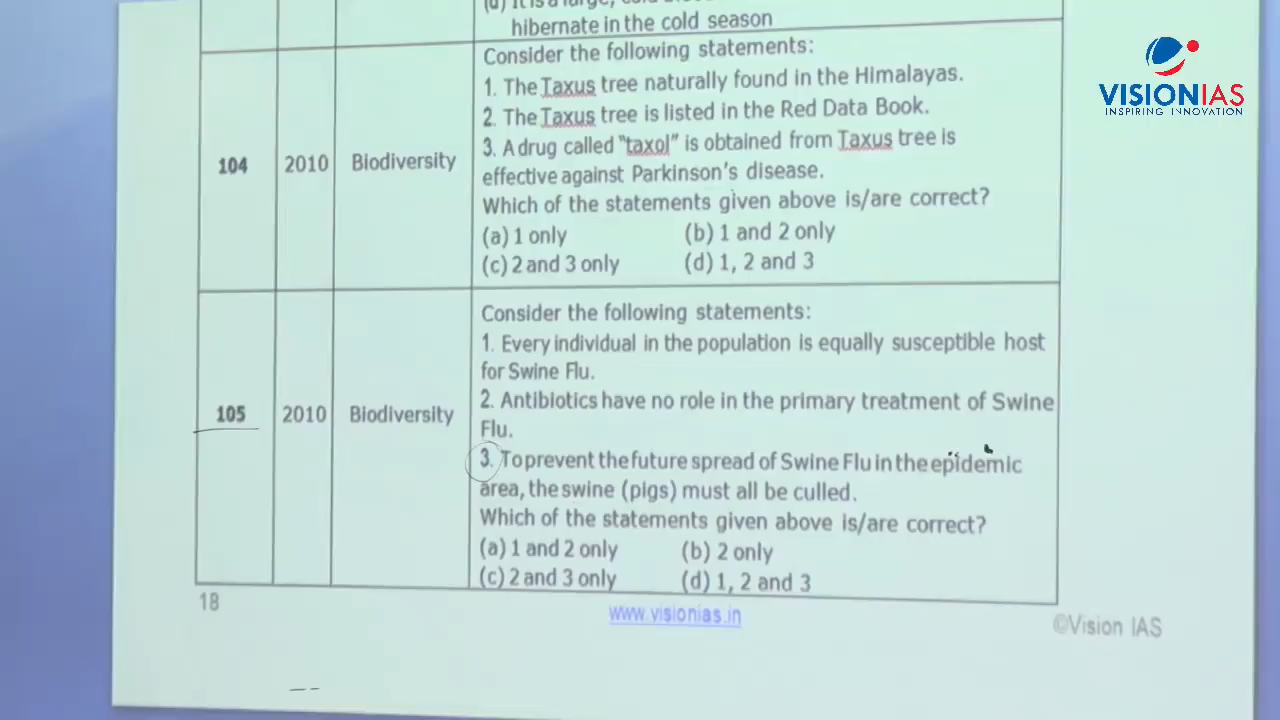 VISIONIAS
INSPIRING INNOVATION
hibernate in the cold season
104
2010
Biodiversity
Consider the following statements:
1. The Taxus tree naturally found in the Himalayas.
2. The Taxus tree is listed in the Red Data Book.
3. A drug called "taxol" is obtained from Taxus tree is
effective against Parkinson's disease.
Which of the statements given above is/are correct?
(a) 1 only (b) 1 and 2 only
(c) 2 and 3 only (d) 1, 2 and 3
105
2010
Biodiversity
Consider the following statements:
1. Every individual in the population is equally susceptible host
for Swine Flu.
2. Antibiotics have no role in the primary treatment of Swine
Flu.
3. To prevent the future spread of Swine Flu in the epidemic
area, the swine (pigs) must all be culled.
Which of the statements given above is/are correct?
(a) 1 and 2 only (b) 2 only
(c) 2 and 3 only (d) 1, 2 and 3
18
www.visionias.in
©Vision IAS